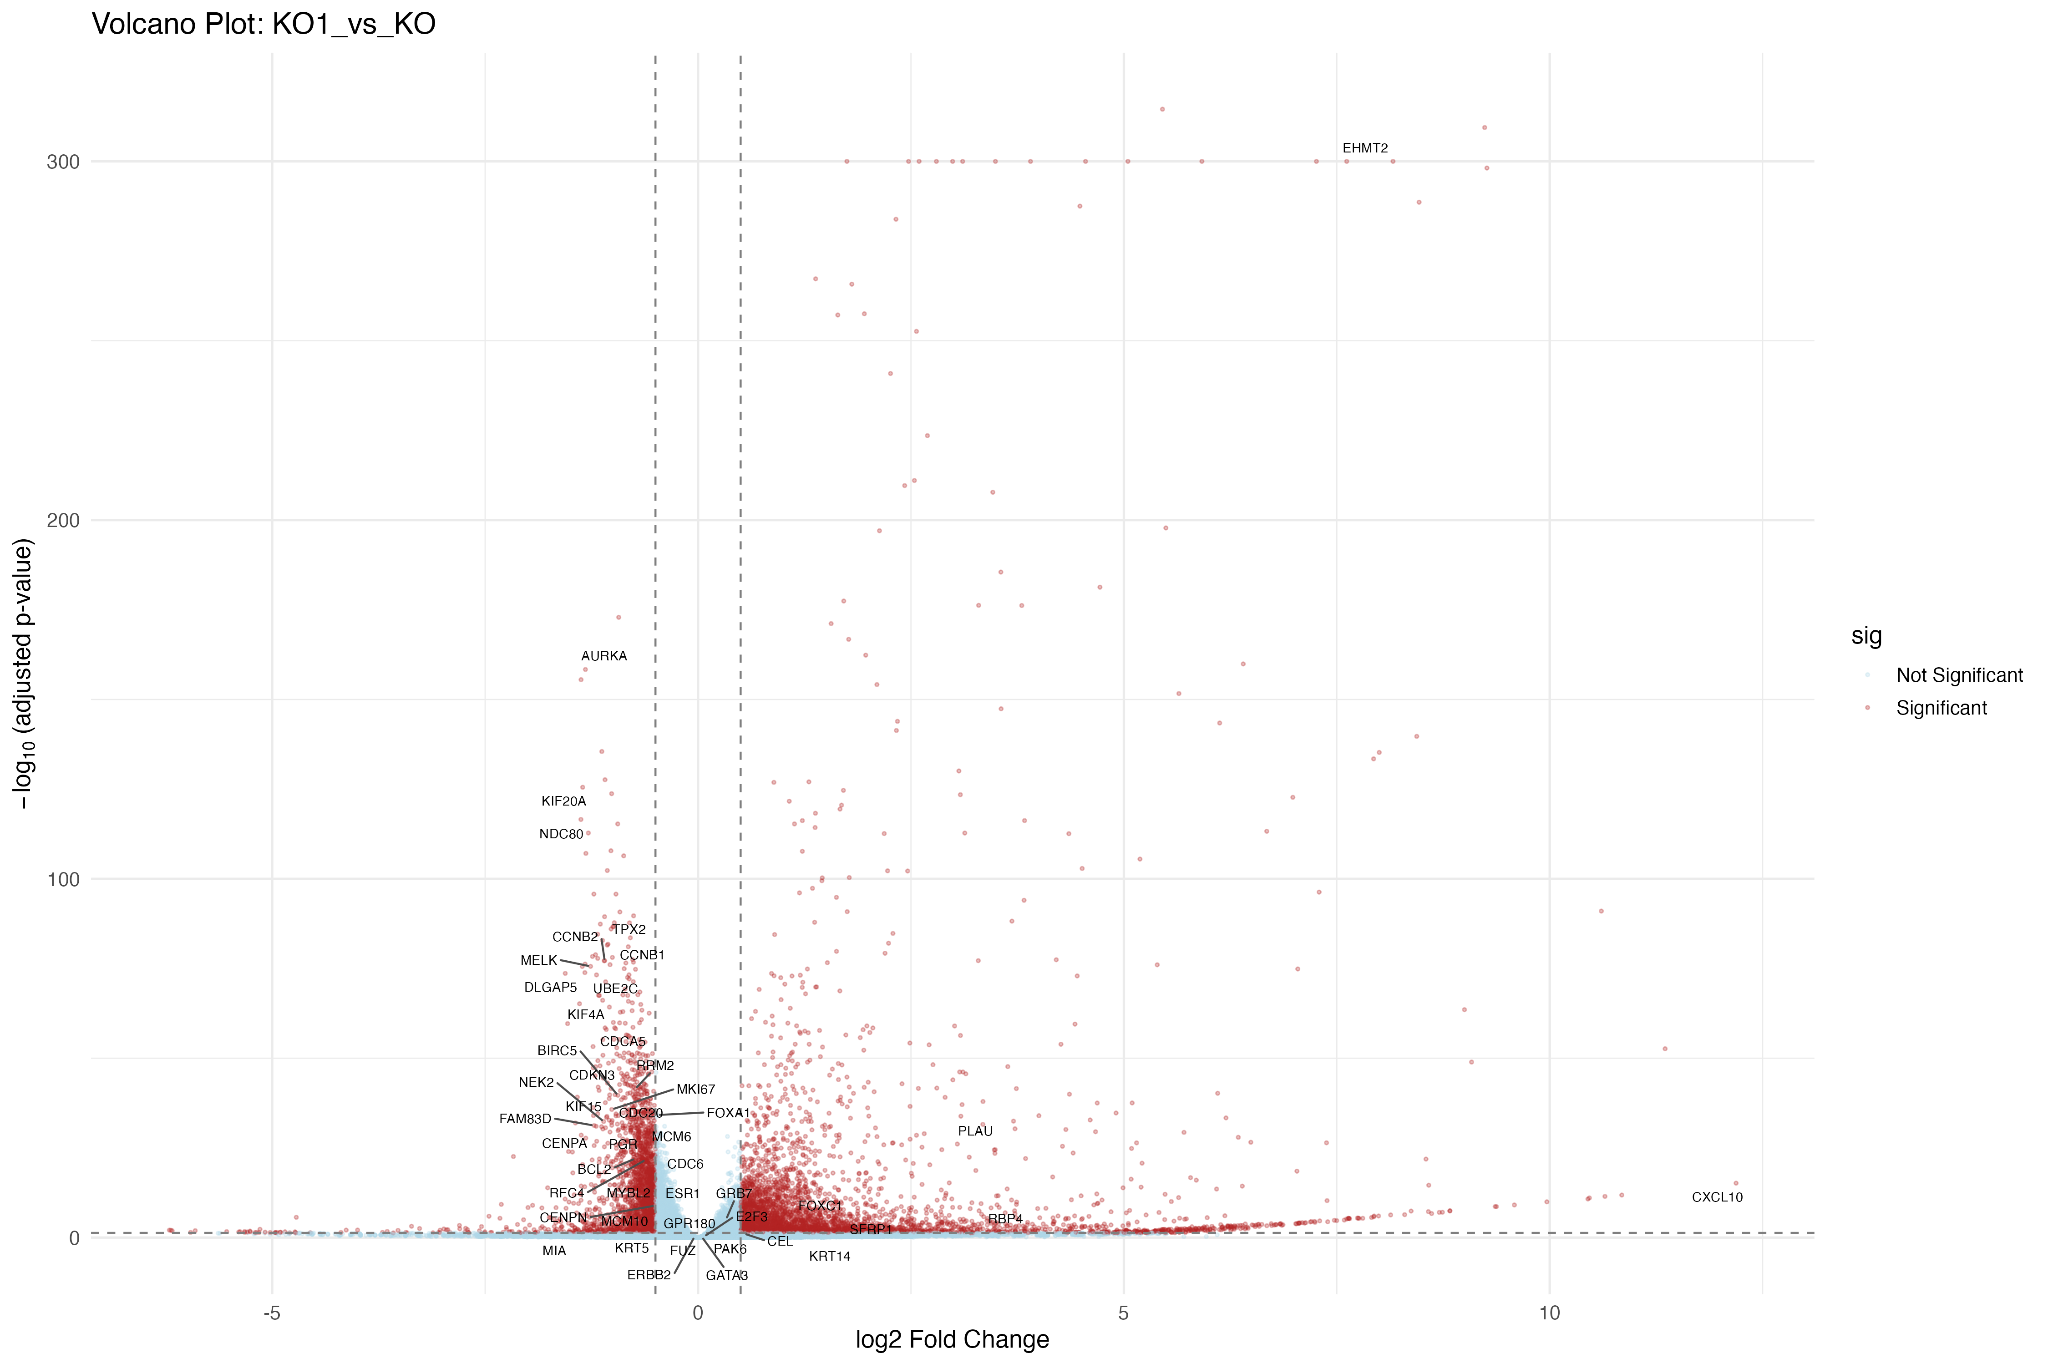 Volcano Plot: KO1_vs_KO
300
EHMT2
200
AURKA
KIF20A
NDC80
100
TPX2
CCNB2
CCNB1
MELK
DLGAP5
UBE2C
KIF4A
CDCA5
BIRC5
RRM2
CDKN3
NEK2
MKI67
KIF15
CDC20
FOXA1
FAM83D
PLAU
MCM6
CENPA
PGR
CDC6
BCL2
RFC4
MYBL2
ESR1
GRB7
CXCL10
FOXC1
CENPN
E2F3
RBP4
MCM10
GPR180
SFRP1
0
CEL
KRT5
PAK6
MIA
FUZ
KRT14
ERBB2
GATA3
-5
0
5
10
log2 Fold Change
−log10 (adjusted p-value)
sig
Not Significant
Significant